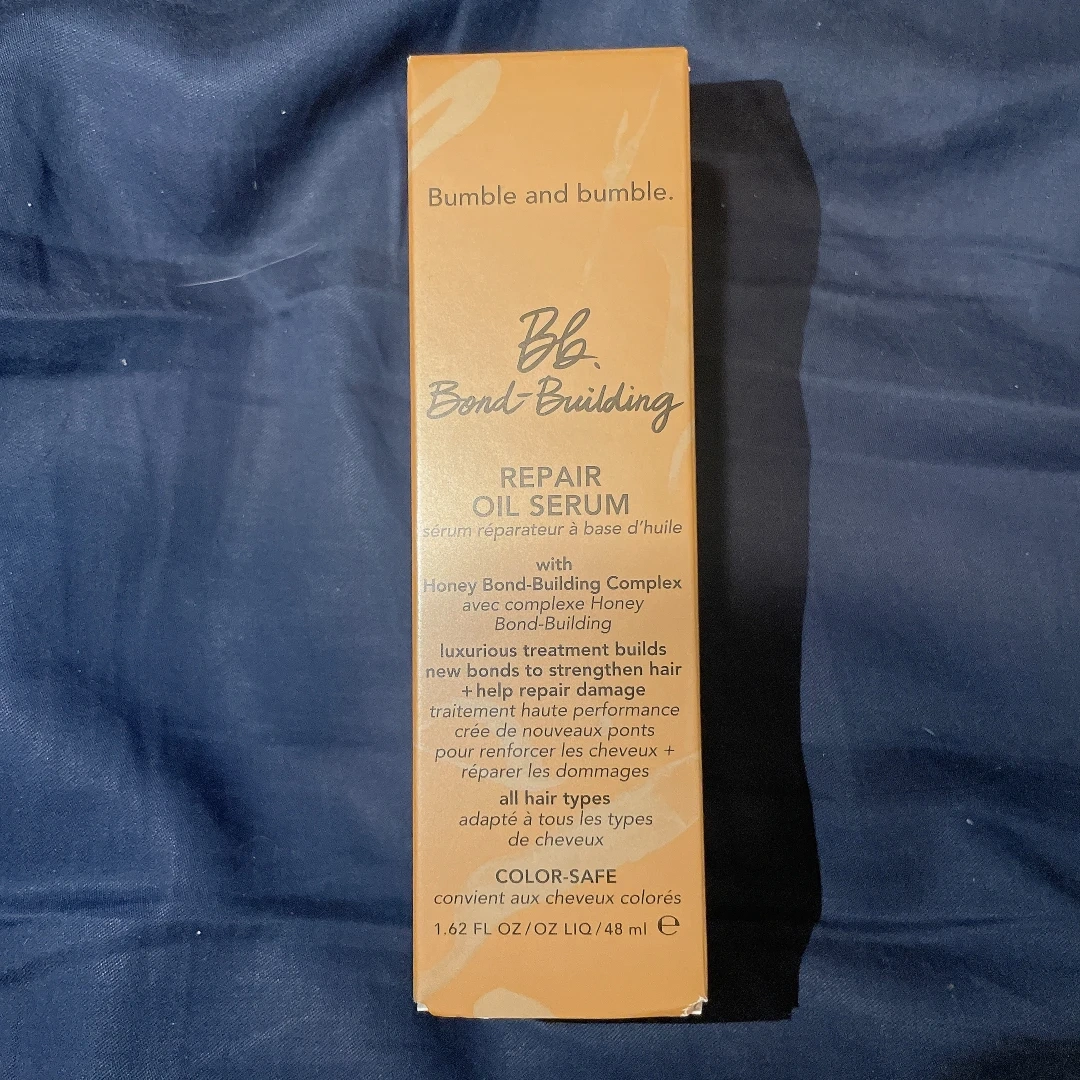 Bumble and bumble.
Bb.
Bond-Building
REPAIR
OIL SERUM
sérum réparateur à base d'huile
with
Honey Bond-Building Complex
avec complexe Honey
Bond-Building
luxurious treatment builds
new bonds to strengthen hair
+help repair damage
traitement haute performance
crée de nouveaux ponts
pour renforcer les cheveux +
réparer les dommages
all hair types
adapté à tous les types
de cheveux
COLOR-SAFE
convient aux cheveux colorés
1.62 FL OZ/OZ LIQ/48 ml ℮